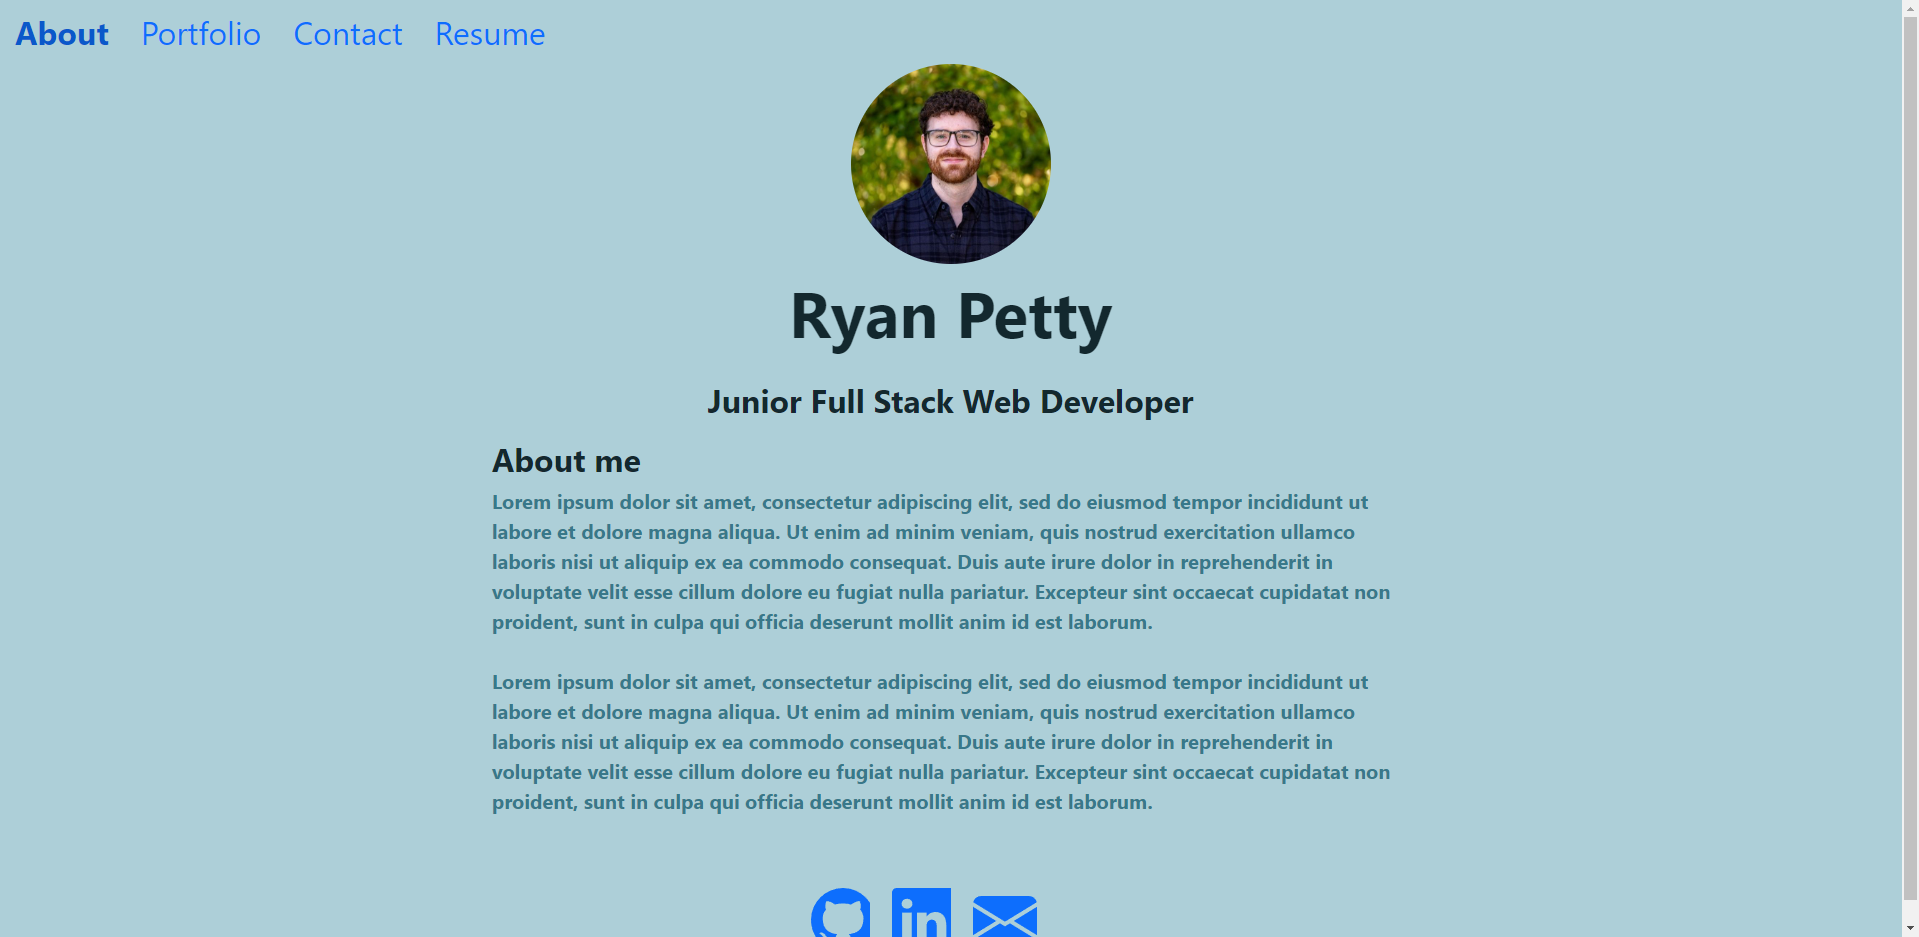 About Portfolio Contact Resume
Ryan Petty
Junior Full Stack Web Developer
About me
Lorem ipsum dolor sit amet, consectetur adipiscing elit, sed do eiusmod tempor incididunt ut
labore et dolore magna aliqua. Ut enim ad minim veniam, quis nostrud exercitation ullamco
laboris nisi ut aliquip ex ea commodo consequat. Duis aute irure dolor in reprehenderit in
voluptate velit esse cillum dolore eu fugiat nulla pariatur. Excepteur sint occaecat cupidatat non
proident, sunt in culpa qui officia deserunt mollit anim id est laborum.
Lorem ipsum dolor sit amet, consectetur adipiscing elit, sed do eiusmod tempor incididunt ut
labore et dolore magna aliqua. Ut enim ad minim veniam, quis nostrud exercitation ullamco
laboris nisi ut aliquip ex ea commodo consequat. Duis aute irure dolor in reprehenderit in
voluptate velit esse cillum dolore eu fugiat nulla pariatur. Excepteur sint occaecat cupidatat non
proident, sunt in culpa qui officia deserunt mollit anim id est laborum.
in